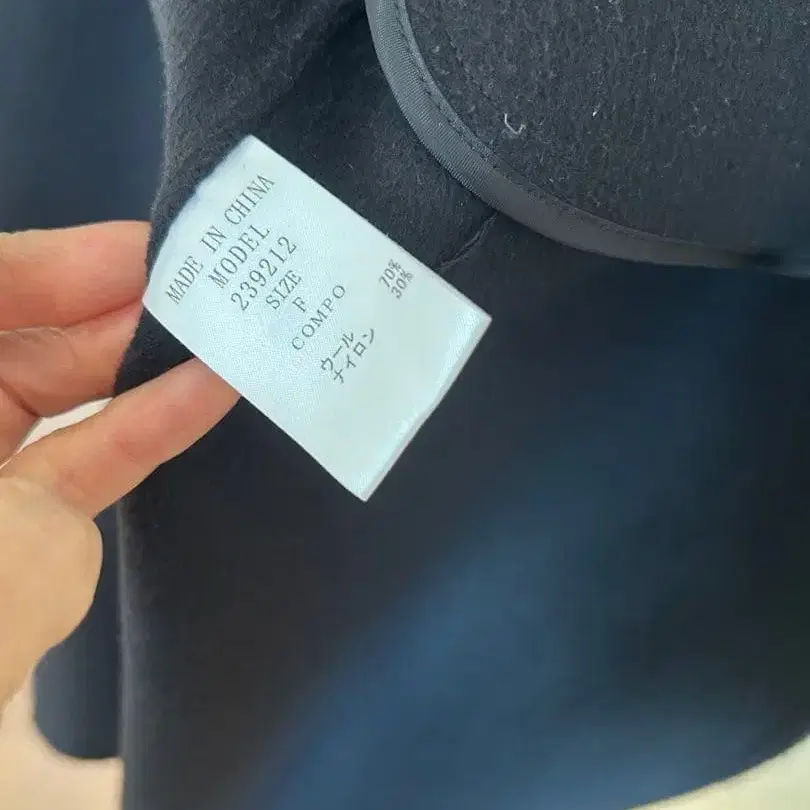 MADE IN CHINA
MODEL
239212
SIZE
F
COMPO
ウール 70%
ナイロン 30%